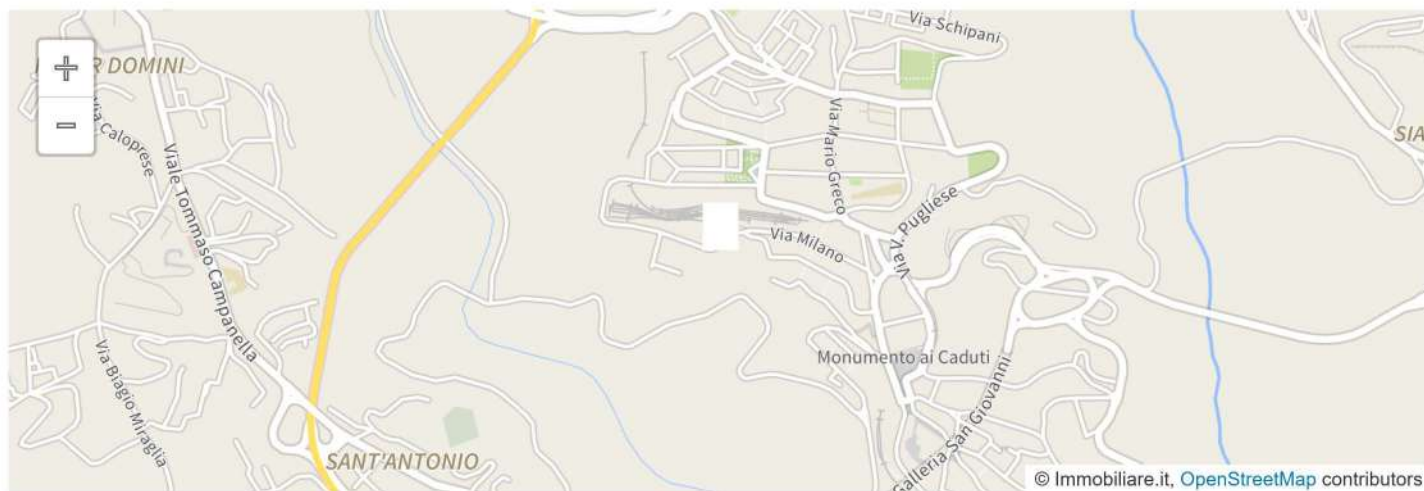 Via Schipani
R DOMINI
Via Caloprese
Viale Tommaso Campanella
Via Mario Greco
SIA
Via V. Pugliese
Via Milano
Via Biagio Miraglia
Monumento ai Caduti
Galleria San Giovanni
SANT'ANTONIO
© Immobiliare.it, OpenStreetMap contributors